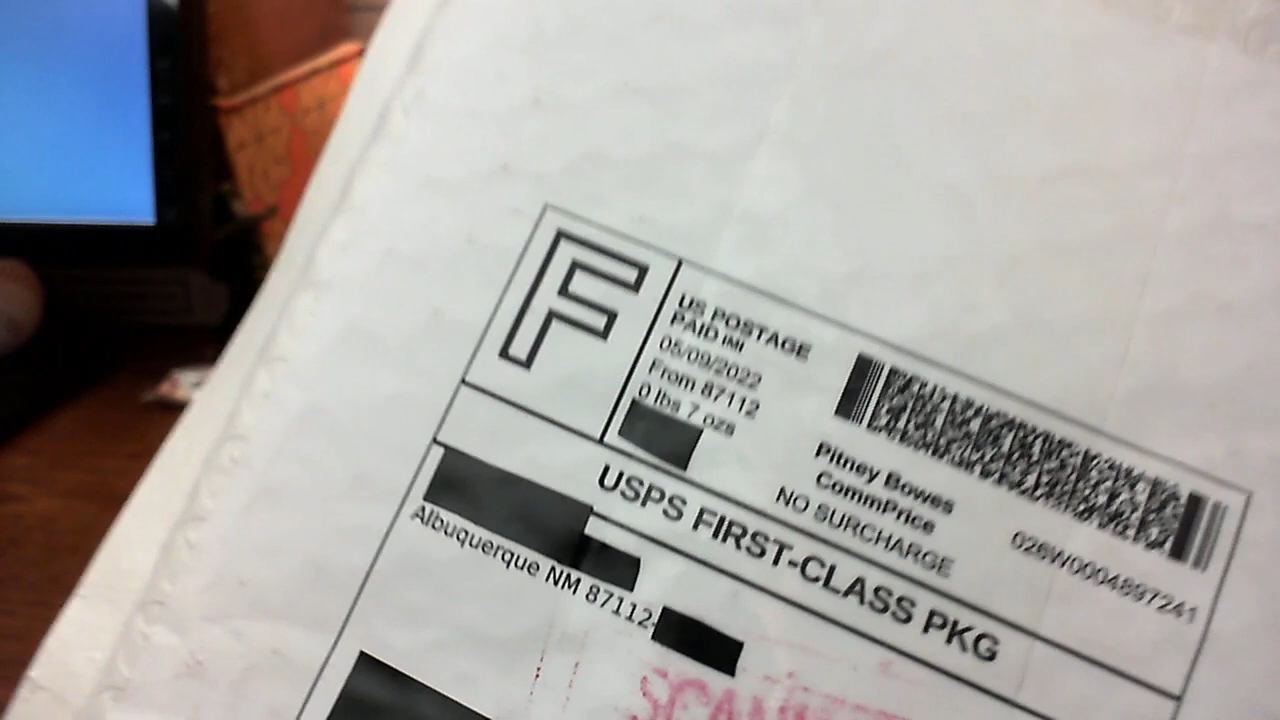 F
US POSTAGE
PAID IMI
05/09/2022
From 87112
0 lbs 7 ozs
Pitney Bowes
CommPrice
NO SURCHARGE
026W0004897241
USPS FIRST-CLASS PKG
Albuquerque NM 87112-